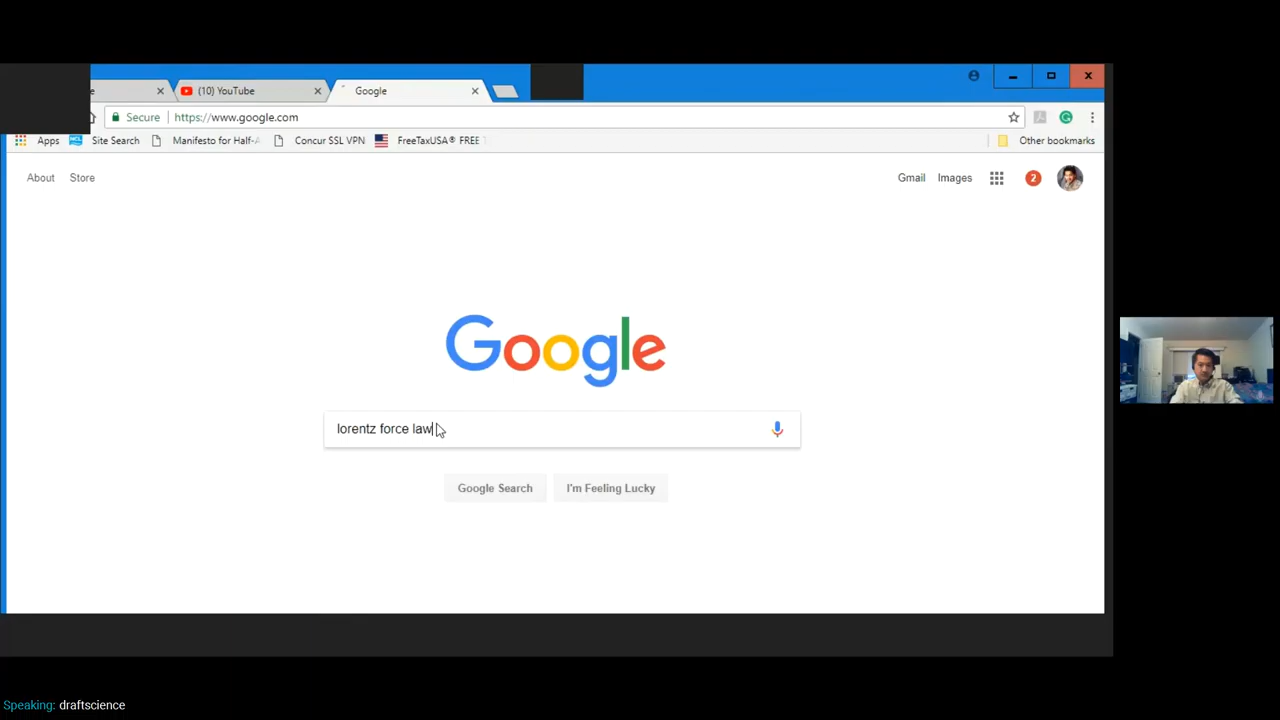 e
(10) YouTube
Google
Secure
https://www.google.com
Apps
Site Search
Manifesto for Half-A
Concur SSL VPN
FreeTaxUSA® FREE
Other bookmarks
About
Store
Gmail
Images
2
Google
lorentz force law
Google Search
I'm Feeling Lucky
Speaking: draftscience